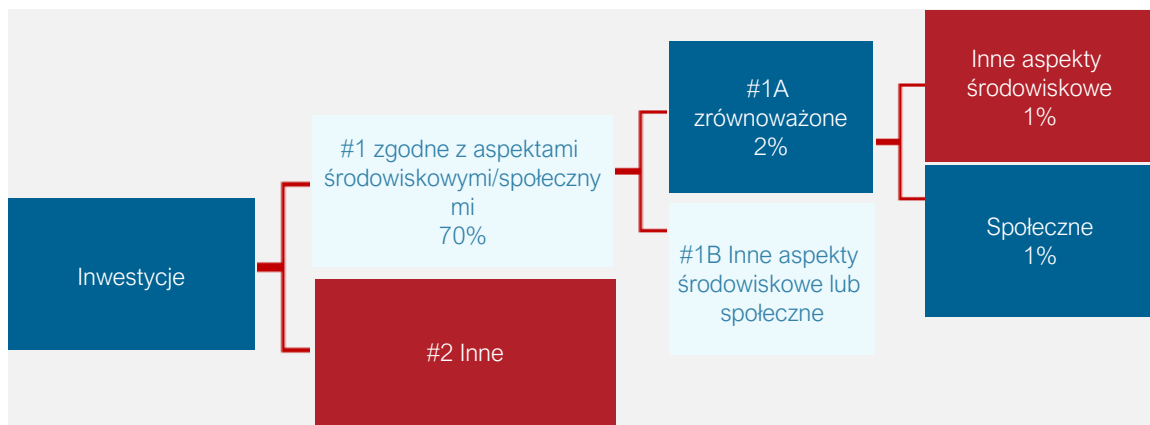 Inwestycje
#1 zgodne z aspektami
środowiskowymi/społeczny
mi
70%
#2 Inne
#1A
zrównoważone
2%
#1B Inne aspekty
środowiskowe lub
społeczne
Inne aspekty
środowiskowe
1%
Społeczne
1%